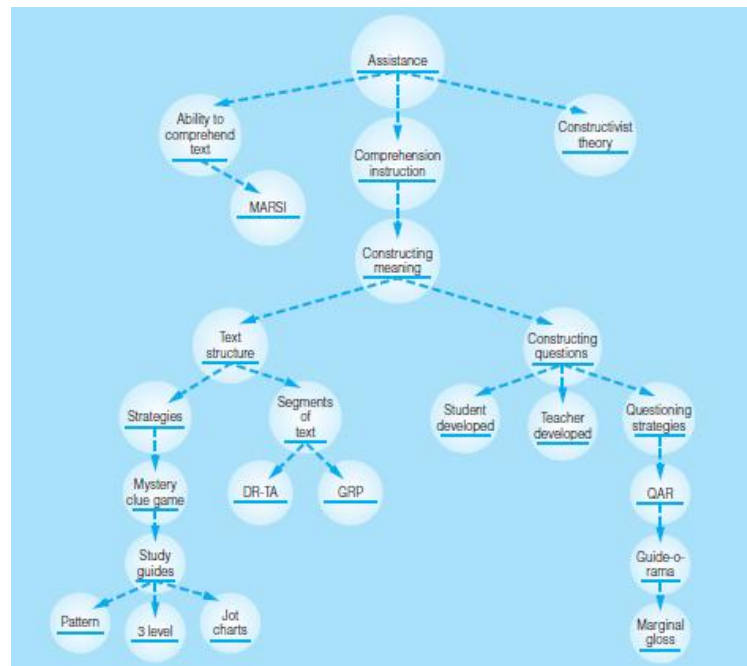 Assistance
Ability to
comprehend
text
Constructivist
theory
Comprehension
instruction
MARSI
Constructing
meaning
Text
structure
Constructing
questions
Strategies
Segments
of
text
Student
developed
Teacher
developed
Questioning
strategies
Mystery
clue game
DR-TA
GRP
QAR
Study
guides
Guide-o-
rama
Pattern
3 level
Jot
charts
Marginal
gloss